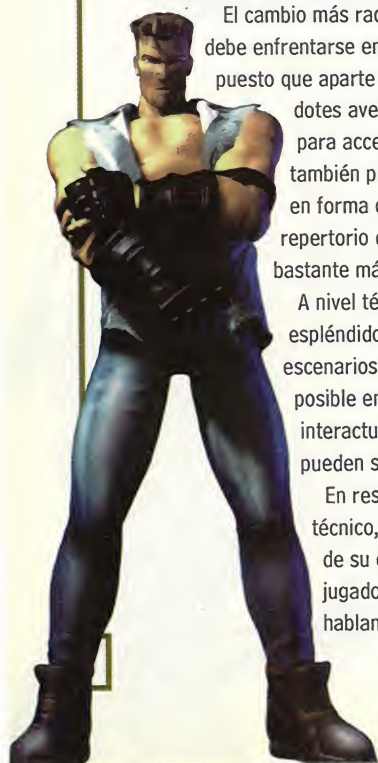 El cambio más rad
debe enfrentarse en
puesto que aparte
dotes ave
para acce
también p
en forma
repertorio
bastante má
A nivel té
espléndido
escenarios
posible en
interactu
pueden s
En res
técnico,
de su
jugado
hablan